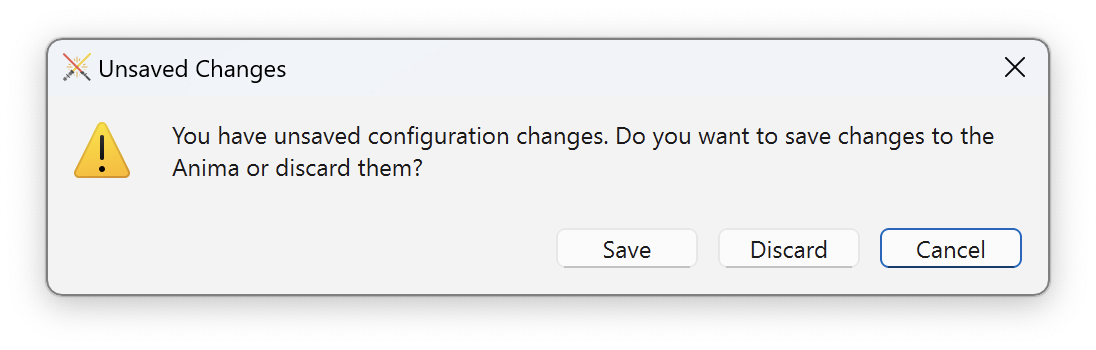 Unsaved Changes
You have unsaved configuration changes. Do you want to save changes to the
Anima or discard them?
Save Discard Cancel